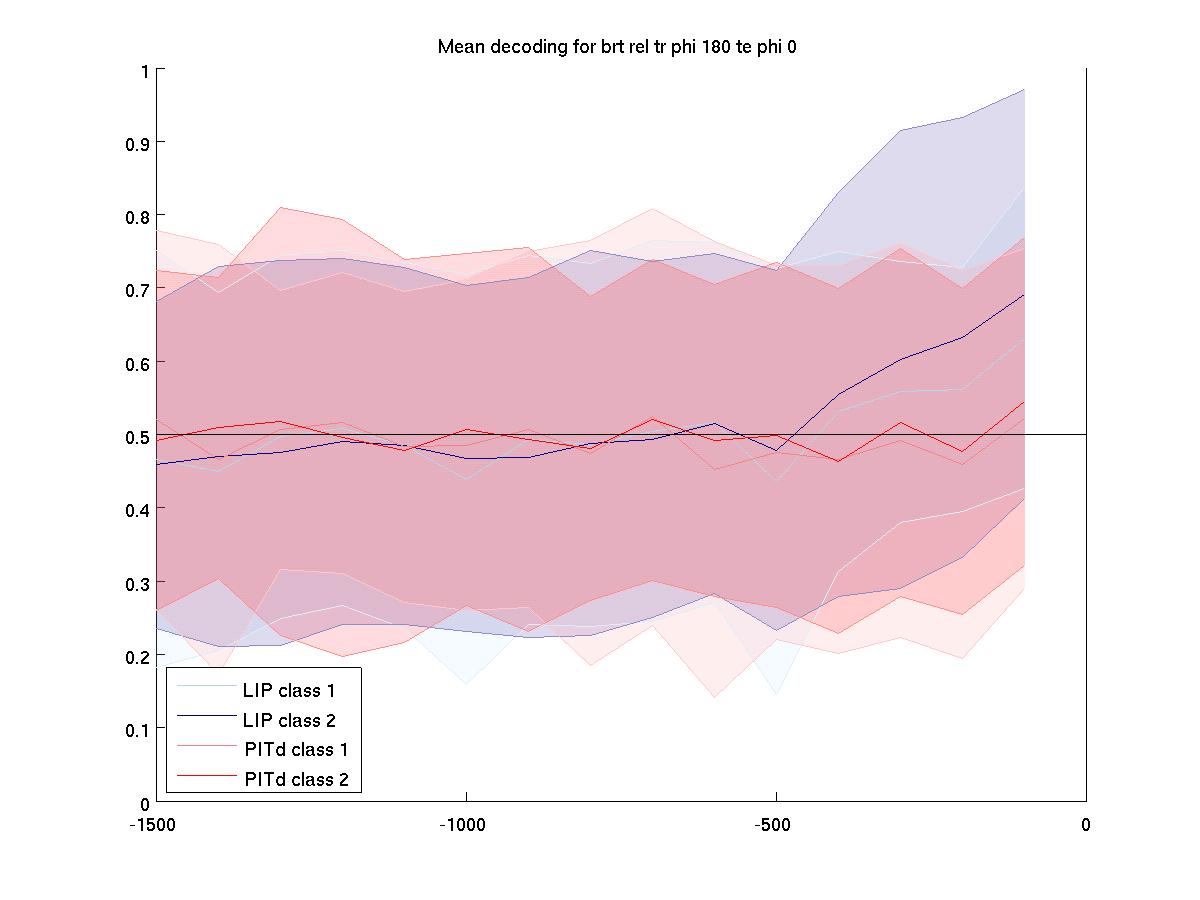 Mean decoding for brt rel tr phi 180 te phi 0
1
0.9
0.8
0.7
0.6
0.5
0.4
0.3
0.2
0.1
0
LIP class 1
LIP class 2
PITd class 1
PITd class 2
-1500 -1000 -500 0